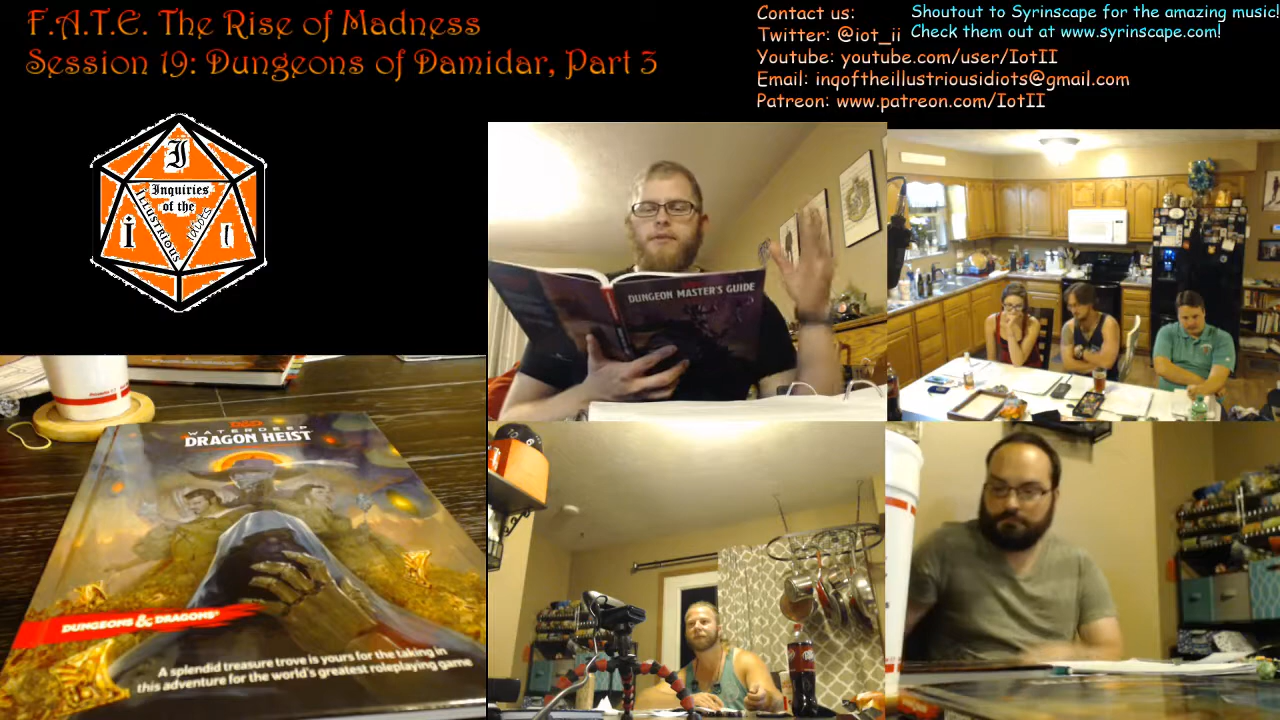 F.A.T.E. The Rise of Madness
Session 19: Dungeons of Damidar, Part 3
Contact us:
Twitter: @iot_ii
Youtube: youtube.com/user/IotII
Email: inqoftheillustriousidiots@gmail.com
Patreon: www.patreon.com/IotII
Shoutout to Syrinscape for the amazing music!
Check them out at www.syrinscape.com!
I
Inquiries
of the
Illustrious
Idiots
i
I
DUNGEON MASTER'S GUIDE
D&D
WATERDEEP
DRAGON HEIST
DUNGEONS & DRAGONS
A splendid treasure trove is yours for the taking in
this adventure for the world's greatest roleplaying game